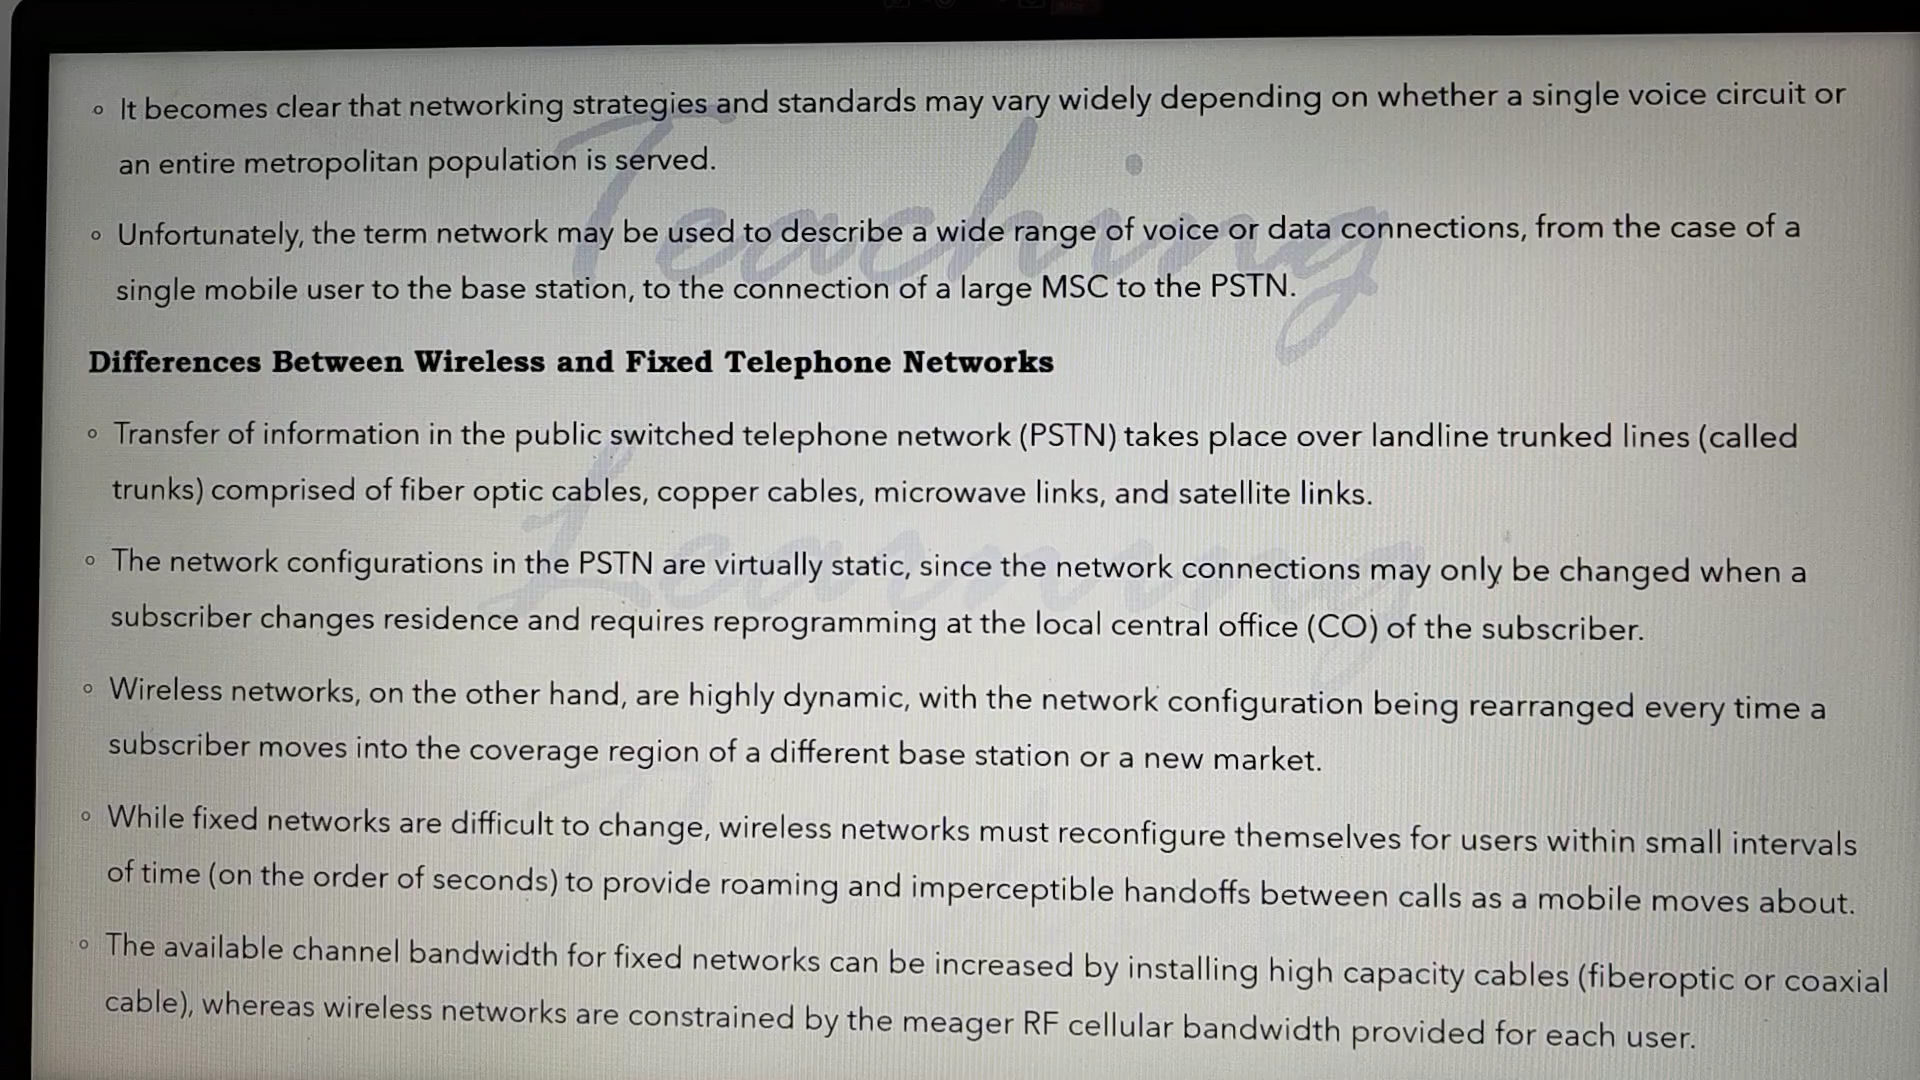 ◦ It becomes clear that networking strategies and standards may vary widely depending on whether a single voice circuit or
an entire metropolitan population is served.
◦ Unfortunately, the term network may be used to describe a wide range of voice or data connections, from the case of a
single mobile user to the base station, to the connection of a large MSC to the PSTN.
Differences Between Wireless and Fixed Telephone Networks
◦ Transfer of information in the public switched telephone network (PSTN) takes place over landline trunked lines (called
trunks) comprised of fiber optic cables, copper cables, microwave links, and satellite links.
◦ The network configurations in the PSTN are virtually static, since the network connections may only be changed when a
subscriber changes residence and requires reprogramming at the local central office (CO) of the subscriber.
◦ Wireless networks, on the other hand, are highly dynamic, with the network configuration being rearranged every time a
subscriber moves into the coverage region of a different base station or a new market.
◦ While fixed networks are difficult to change, wireless networks must reconfigure themselves for users within small intervals
of time (on the order of seconds) to provide roaming and imperceptible handoffs between calls as a mobile moves about.
◦ The available channel bandwidth for fixed networks can be increased by installing high capacity cables (fiberoptic or coaxial
cable), whereas wireless networks are constrained by the meager RF cellular bandwidth provided for each user.
Teaching
Learning